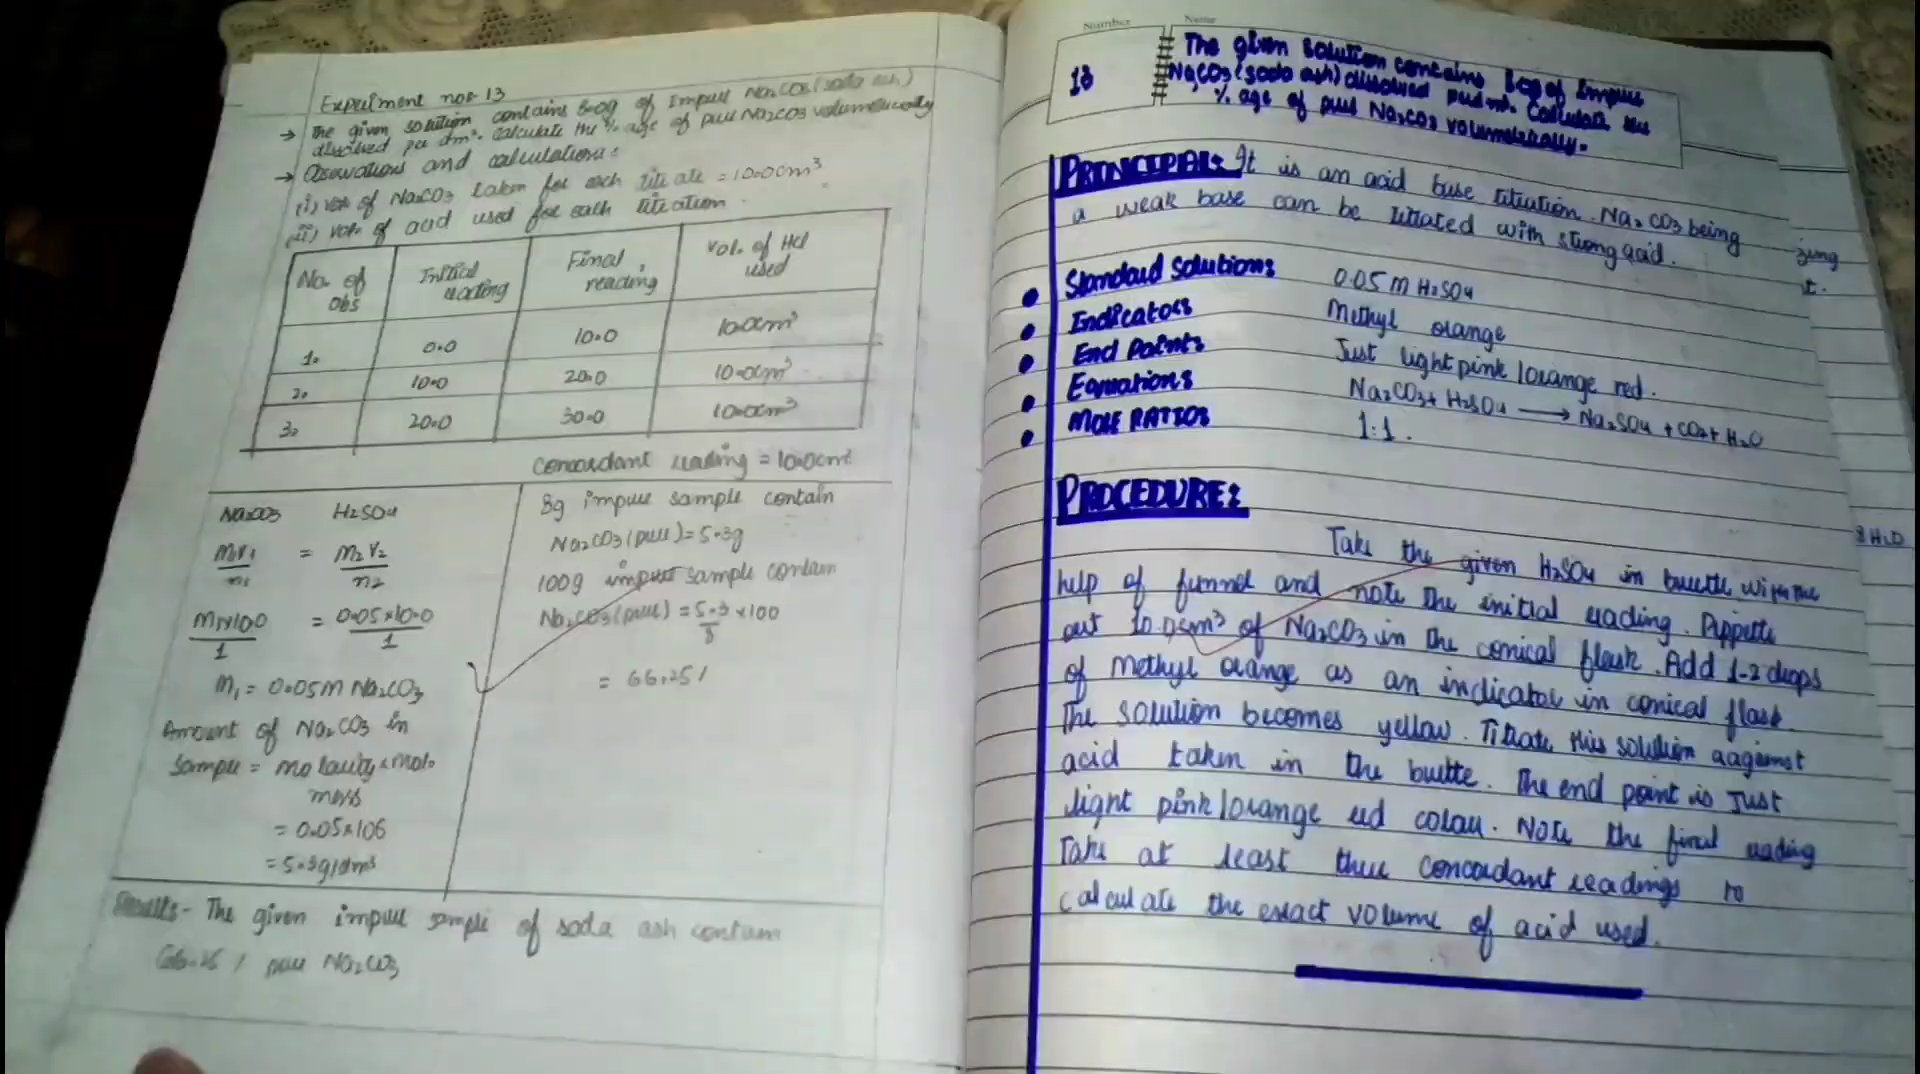 Experiment no: 13
→ The given solution contains 8.0g of Impure Na2CO3 (soda ash)
dissolved per dm³. Calculate the % age of pure Na2CO3 volumetrically
→ Observations and calculations:
(i) Vol. of Na2CO3 taken for each titrate = 10.0cm³
(ii) Vol. of acid used for each titration.
No. of obs | Initial reading | Final reading | Vol. of HCl used
1. | 0.0 | 10.0 | 10.0cm³
2. | 10.0 | 20.0 | 10.0cm³
3. | 20.0 | 30.0 | 10.0cm³
Concordant reading = 10.0cm³
Na2CO3 H2SO4
M1V1/n1 = M2V2/n2
M1×10.0/1 = 0.05×10.0/1
M1 = 0.05M Na2CO3
Amount of Na2CO3 in
sample = molarity × mol.
mass
= 0.05×106
= 5.3g/dm³
8g impure sample contain
Na2CO3 (pure) = 5.3g
100g impure sample contain
Na2CO3 (pure) = 5.3/8 ×100
= 66.25%
Results- The given impure sample of soda ash contain
66.25 % pure Na2CO3
Number
Name
13
The given solution contains 8.0g of Impure
Na2CO3 (soda ash) dissolved per dm³. Calculate the
% age of pure Na2CO3 volumetrically.
PRINCIPAL: It is an acid base titration. Na2CO3 being
a weak base can be titrated with strong acid.
• Standard Solution: 0.05 M H2SO4
• Indicator: Methyl orange
• End Point: Just light pink / orange red.
• Equation: Na2CO3 + H2SO4 ⟶ Na2SO4 + CO2 + H2O
• MOLE RATIO: 1:1.
PROCEDURE:
Take the given H2SO4 in burette with the
help of funnel and note the initial reading. Pippette
out 10.0cm³ of Na2CO3 in the conical flask. Add 1-2 drops
of Methyl orange as an indicator in conical flask.
The solution becomes yellow. Titrate this solution aagainst
acid taken in the burette. The end point is Just
light pink/orange red colour. Note the final reading
Take at least three concordant readings to
calculate the exact volume of acid used.